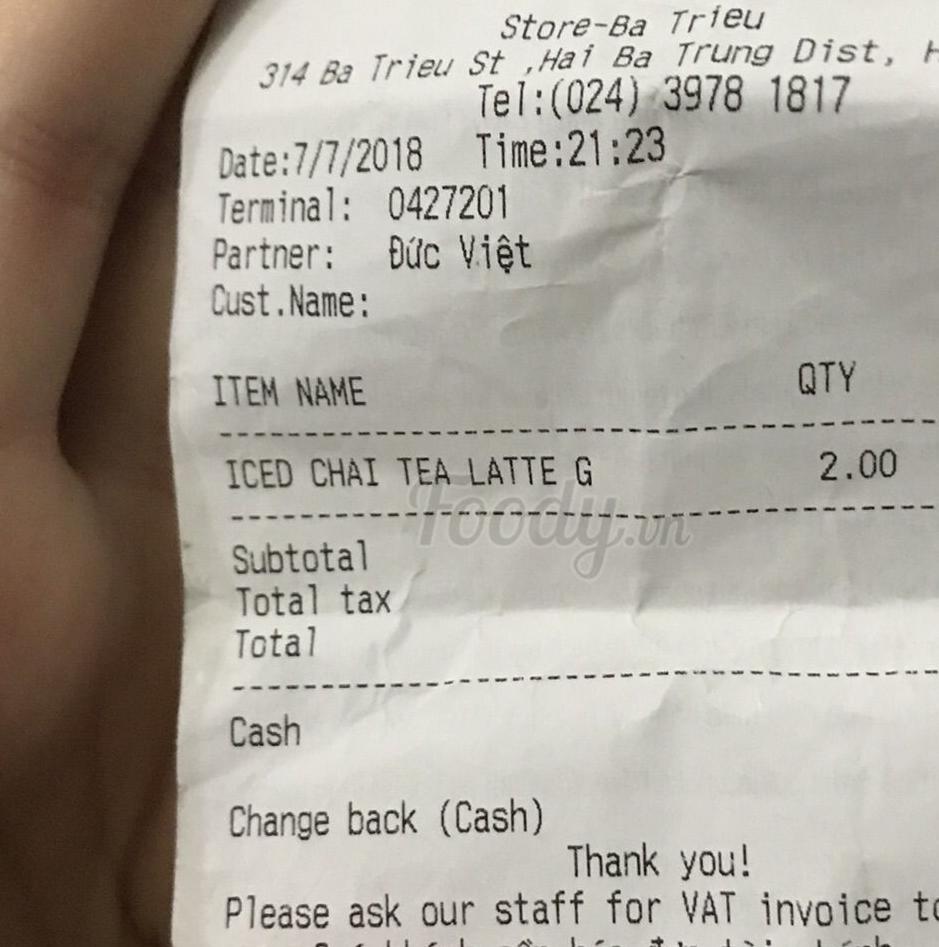 Store-Ba Trieu
314 Ba Trieu St ,Hai Ba Trung Dist,
Tel:(024) 3978 1817
Date:7/7/2018 Time:21:23
Terminal: 0427201
Partner: Đức Việt
Cust.Name:
ITEM NAME QTY
ICED CHAI TEA LATTE G 2.00
Foody.vn
Subtotal
Total tax
Total
Cash
Change back (Cash)
Thank you!
Please ask our staff for VAT invoice